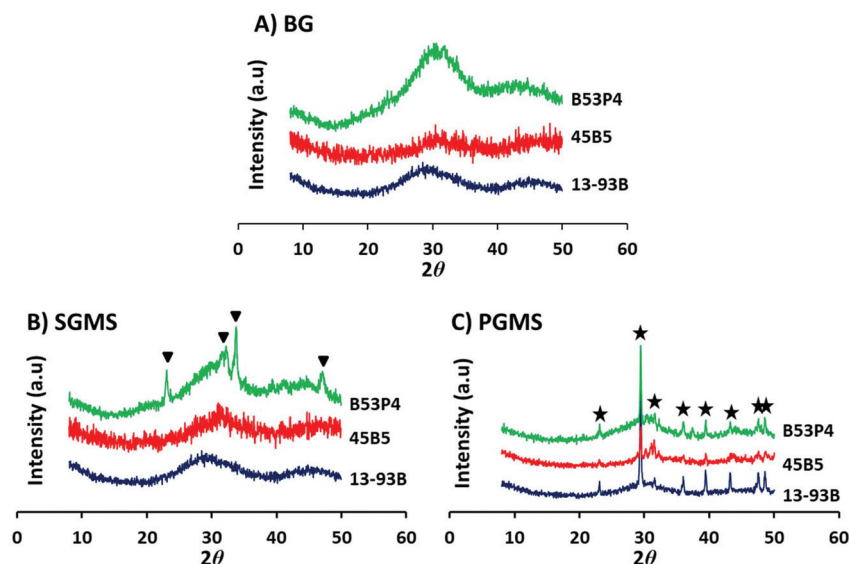 A) BG
Intensity (a.u)
B53P4
45B5
13-93B
0 10 20 30 40 50 60
2θ
B) SGMS
Intensity (a.u)
B53P4
45B5
13-93B
0 10 20 30 40 50 60
2θ
C) PGMS
Intensity (a.u)
B53P4
45B5
13-93B
0 10 20 30 40 50 60
2θ